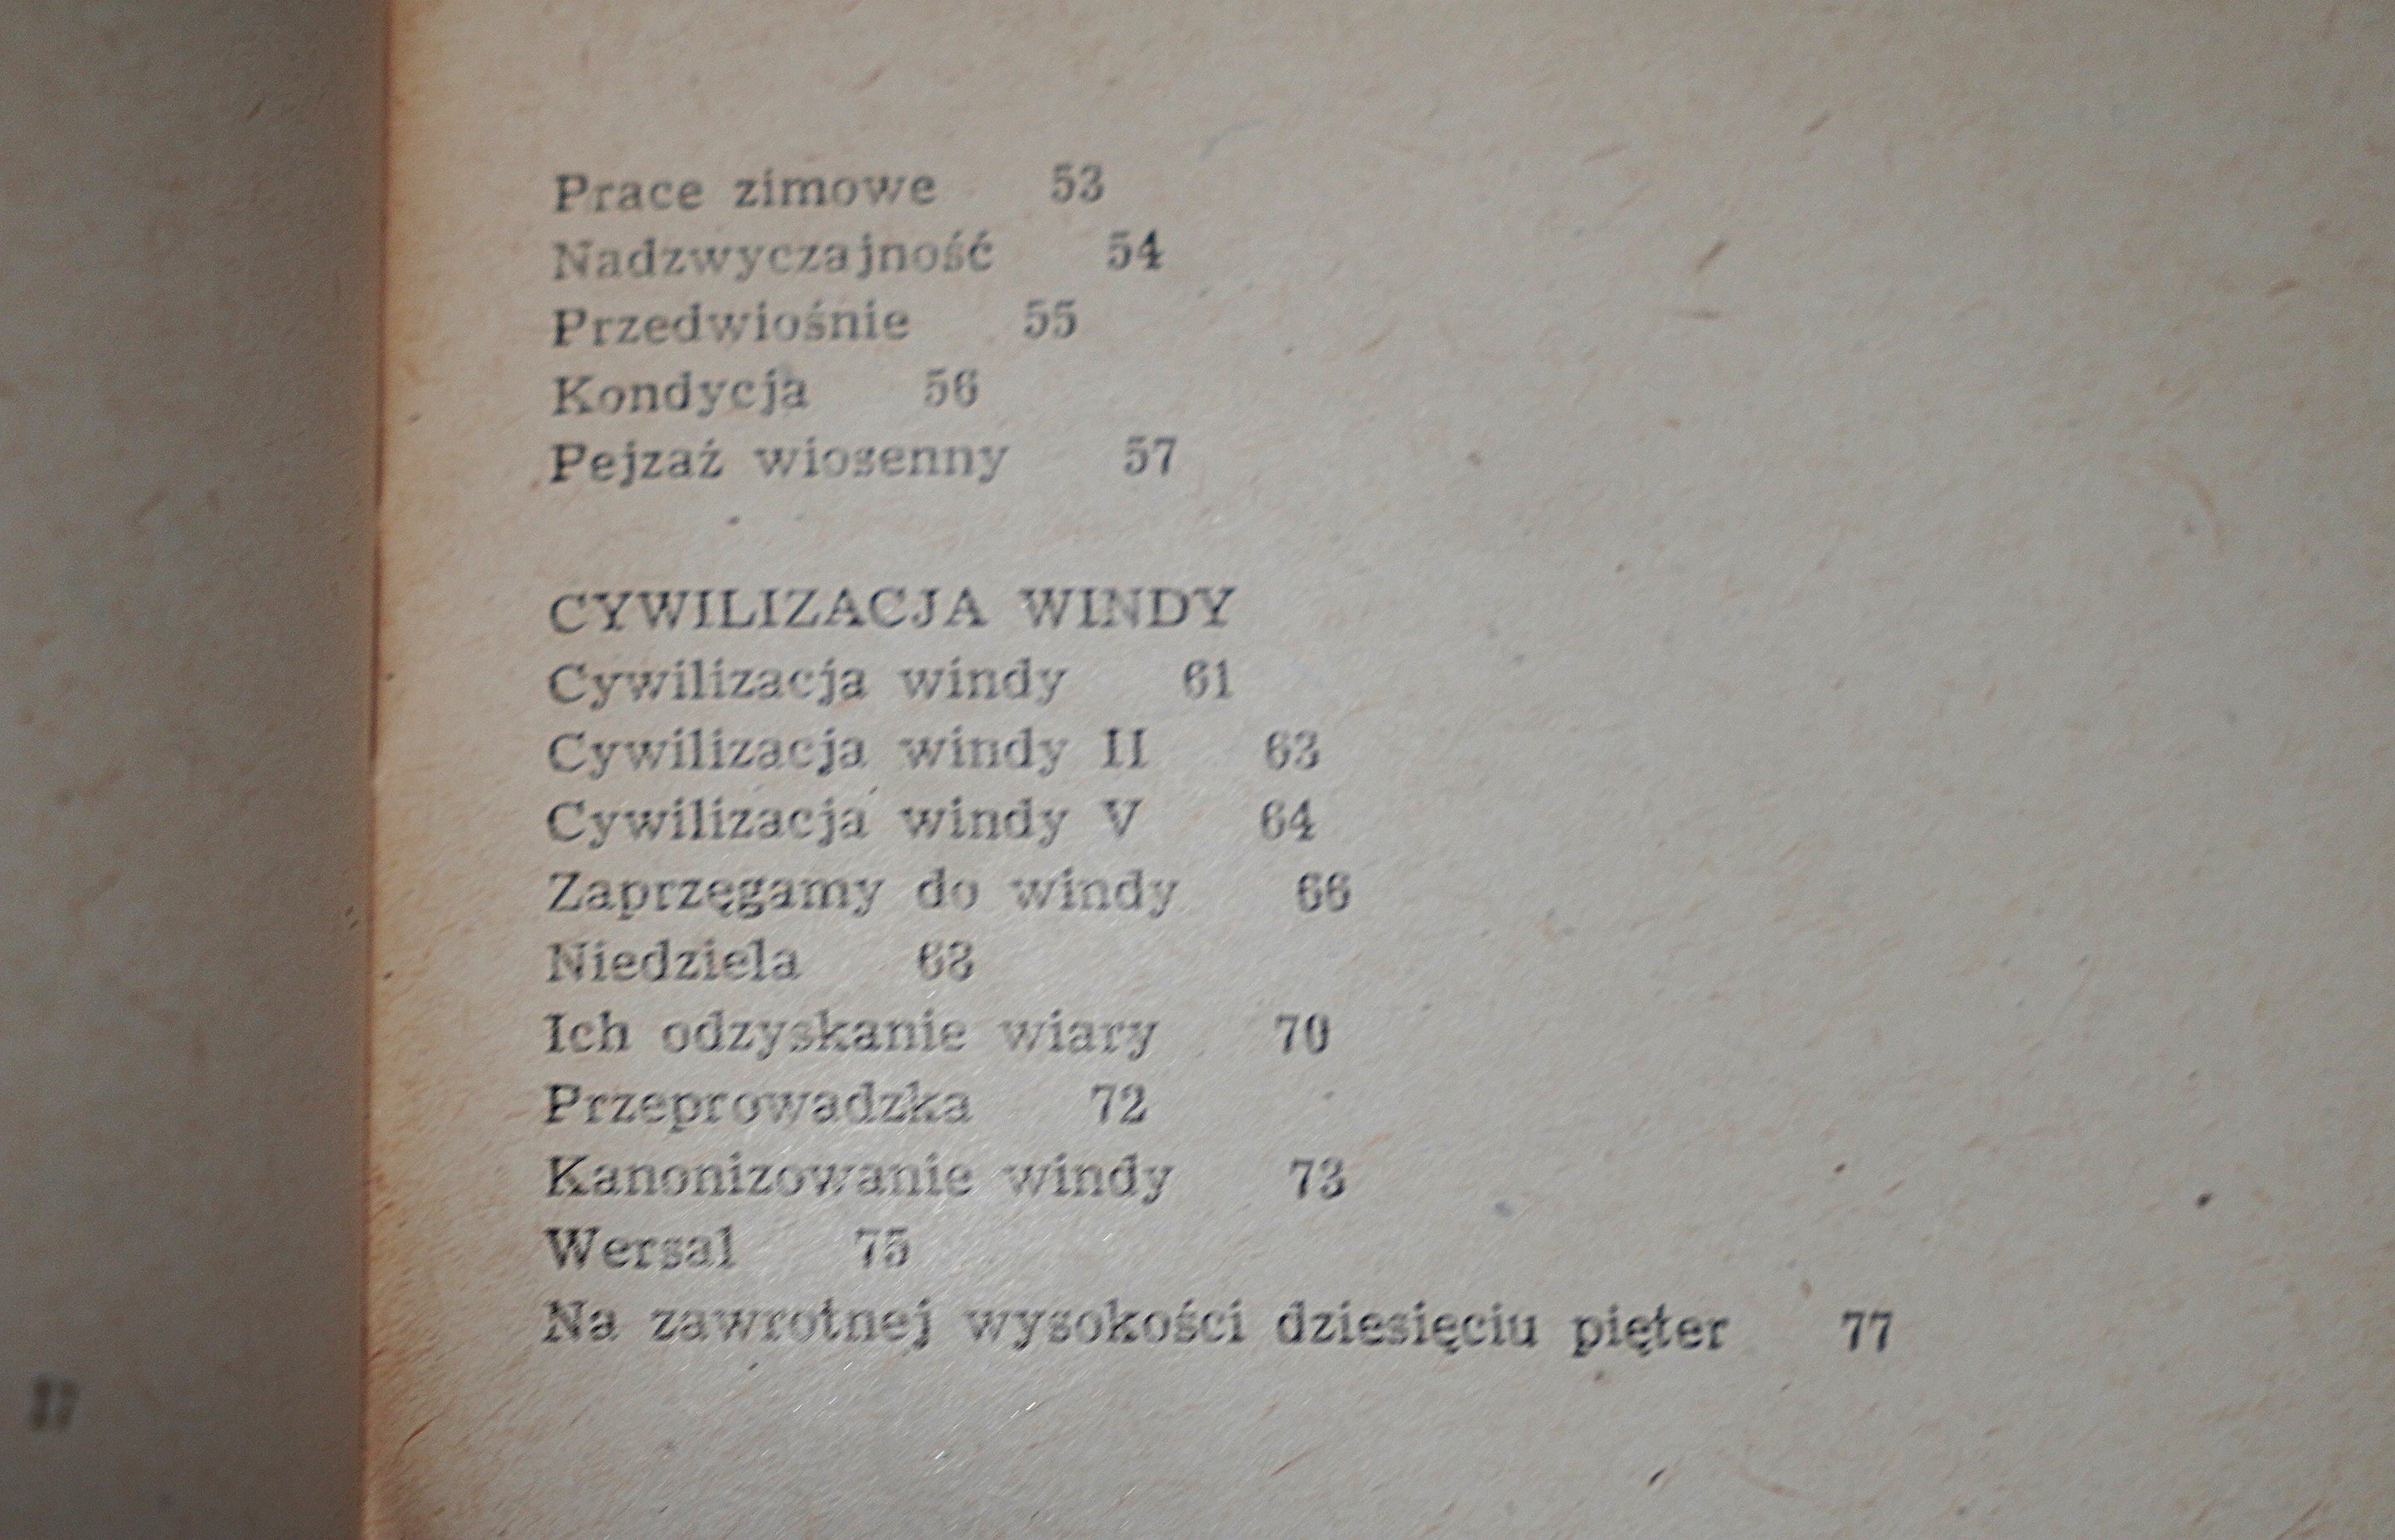 Prace zimowe 53
Nadzwyczajność 54
Przedwiośnie 55
Kondycja 56
Pejzaż wiosenny 57
CYWILIZACJA WINDY
Cywilizacja windy 61
Cywilizacja windy II 63
Cywilizacja windy V 64
Zaprzęgamy do windy 66
Niedziela 68
Ich odzyskanie wiary 70
Przeprowadzka 72
Kanonizowanie windy 73
Wersal 75
Na zawrotnej wysokości dziesięciu pięter 77